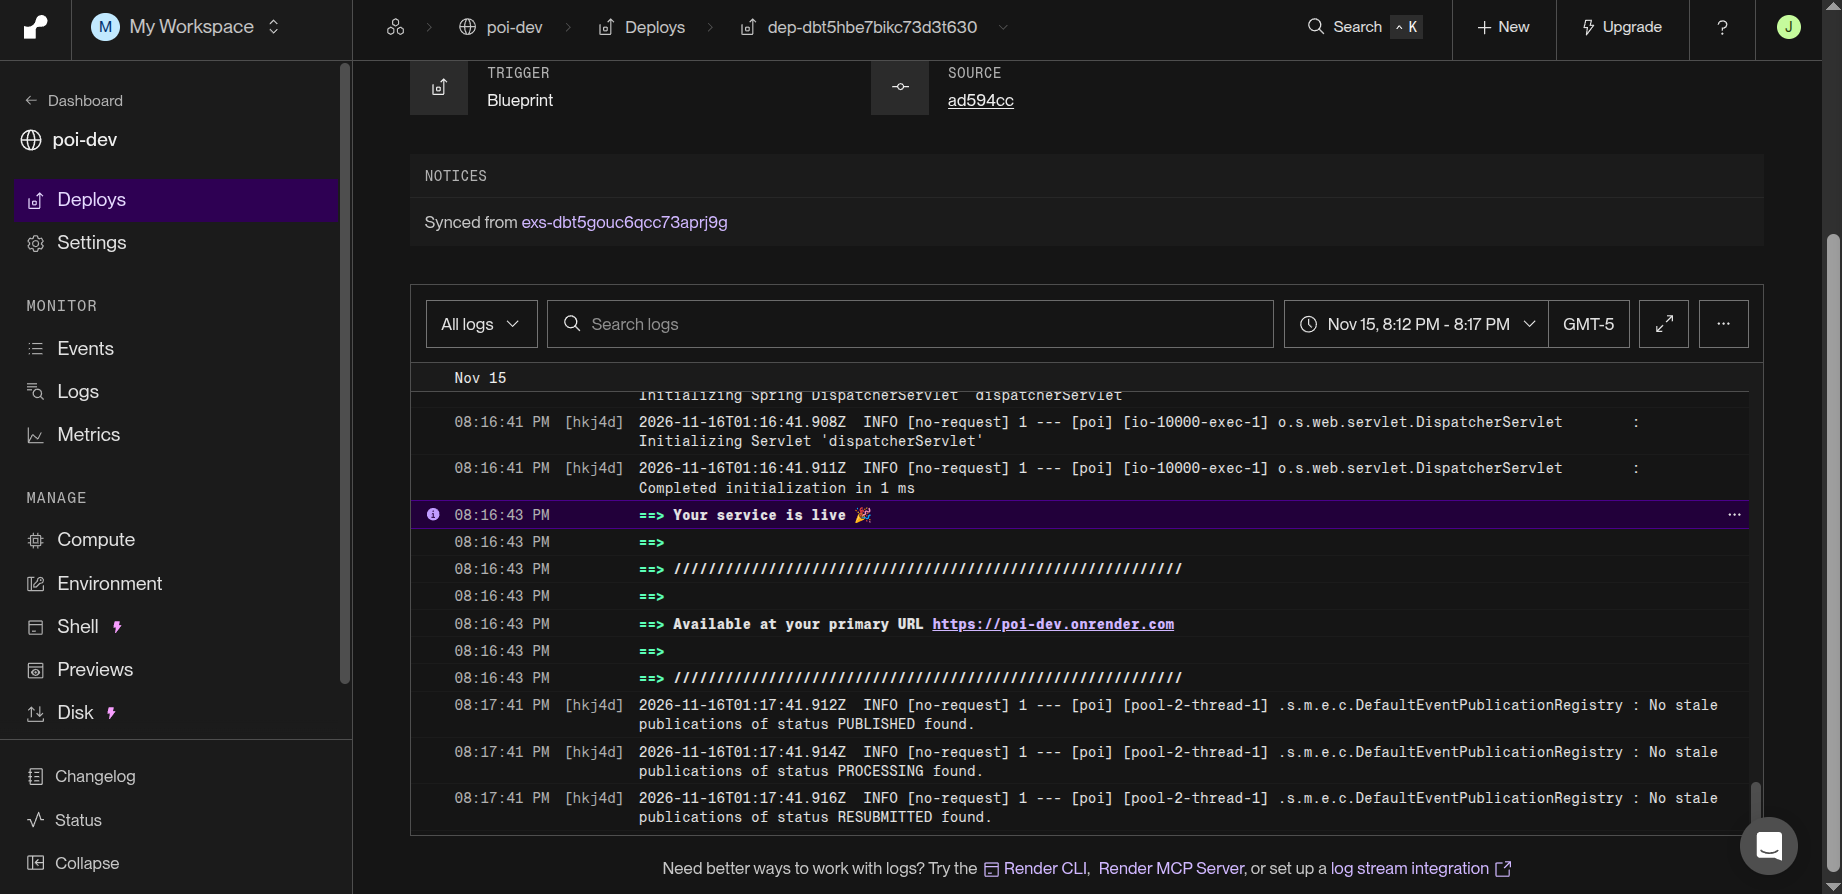 M My Workspace
poi-dev
Deploys
dep-dbt5hbe7bikc73d3t630
Search ^ K
New
Upgrade
?
J
Dashboard
poi-dev
Deploys
Settings
MONITOR
Events
Logs
Metrics
MANAGE
Compute
Environment
Shell
Previews
Disk
Changelog
Status
Collapse
TRIGGER
Blueprint
SOURCE
ad594cc
NOTICES
Synced from exs-dbt5gouc6qcc73aprj9g
All logs
Search logs
Nov 15, 8:12 PM - 8:17 PM
GMT-5
...
Nov 15
Initializing Spring DispatcherServlet 'dispatcherServlet'
08:16:41 PM [hkj4d] 2026-11-16T01:16:41.908Z  INFO [no-request] 1 --- [poi] [io-10000-exec-1] o.s.web.servlet.DispatcherServlet        :
Initializing Servlet 'dispatcherServlet'
08:16:41 PM [hkj4d] 2026-11-16T01:16:41.911Z  INFO [no-request] 1 --- [poi] [io-10000-exec-1] o.s.web.servlet.DispatcherServlet        :
Completed initialization in 1 ms
08:16:43 PM ==> Your service is live 🎉 ...
08:16:43 PM ==>
08:16:43 PM ==> ///////////////////////////////////////////////////////////
08:16:43 PM ==>
08:16:43 PM ==> Available at your primary URL https://poi-dev.onrender.com
08:16:43 PM ==>
08:16:43 PM ==> ///////////////////////////////////////////////////////////
08:17:41 PM [hkj4d] 2026-11-16T01:17:41.912Z  INFO [no-request] 1 --- [poi] [pool-2-thread-1] .s.m.e.c.DefaultEventPublicationRegistry : No stale
publications of status PUBLISHED found.
08:17:41 PM [hkj4d] 2026-11-16T01:17:41.914Z  INFO [no-request] 1 --- [poi] [pool-2-thread-1] .s.m.e.c.DefaultEventPublicationRegistry : No stale
publications of status PROCESSING found.
08:17:41 PM [hkj4d] 2026-11-16T01:17:41.916Z  INFO [no-request] 1 --- [poi] [pool-2-thread-1] .s.m.e.c.DefaultEventPublicationRegistry : No stale
publications of status RESUBMITTED found.
Need better ways to work with logs? Try the Render CLI, Render MCP Server, or set up a log stream integration